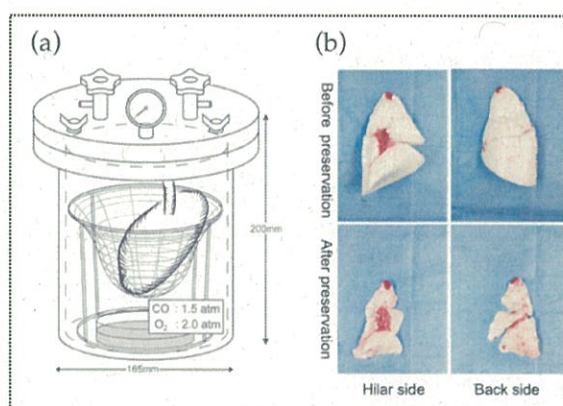 (a)
200mm
CO : 1.5 atm
O₂ : 2.0 atm
165mm
(b)
Before preservation
After preservation
Hilar side
Back side